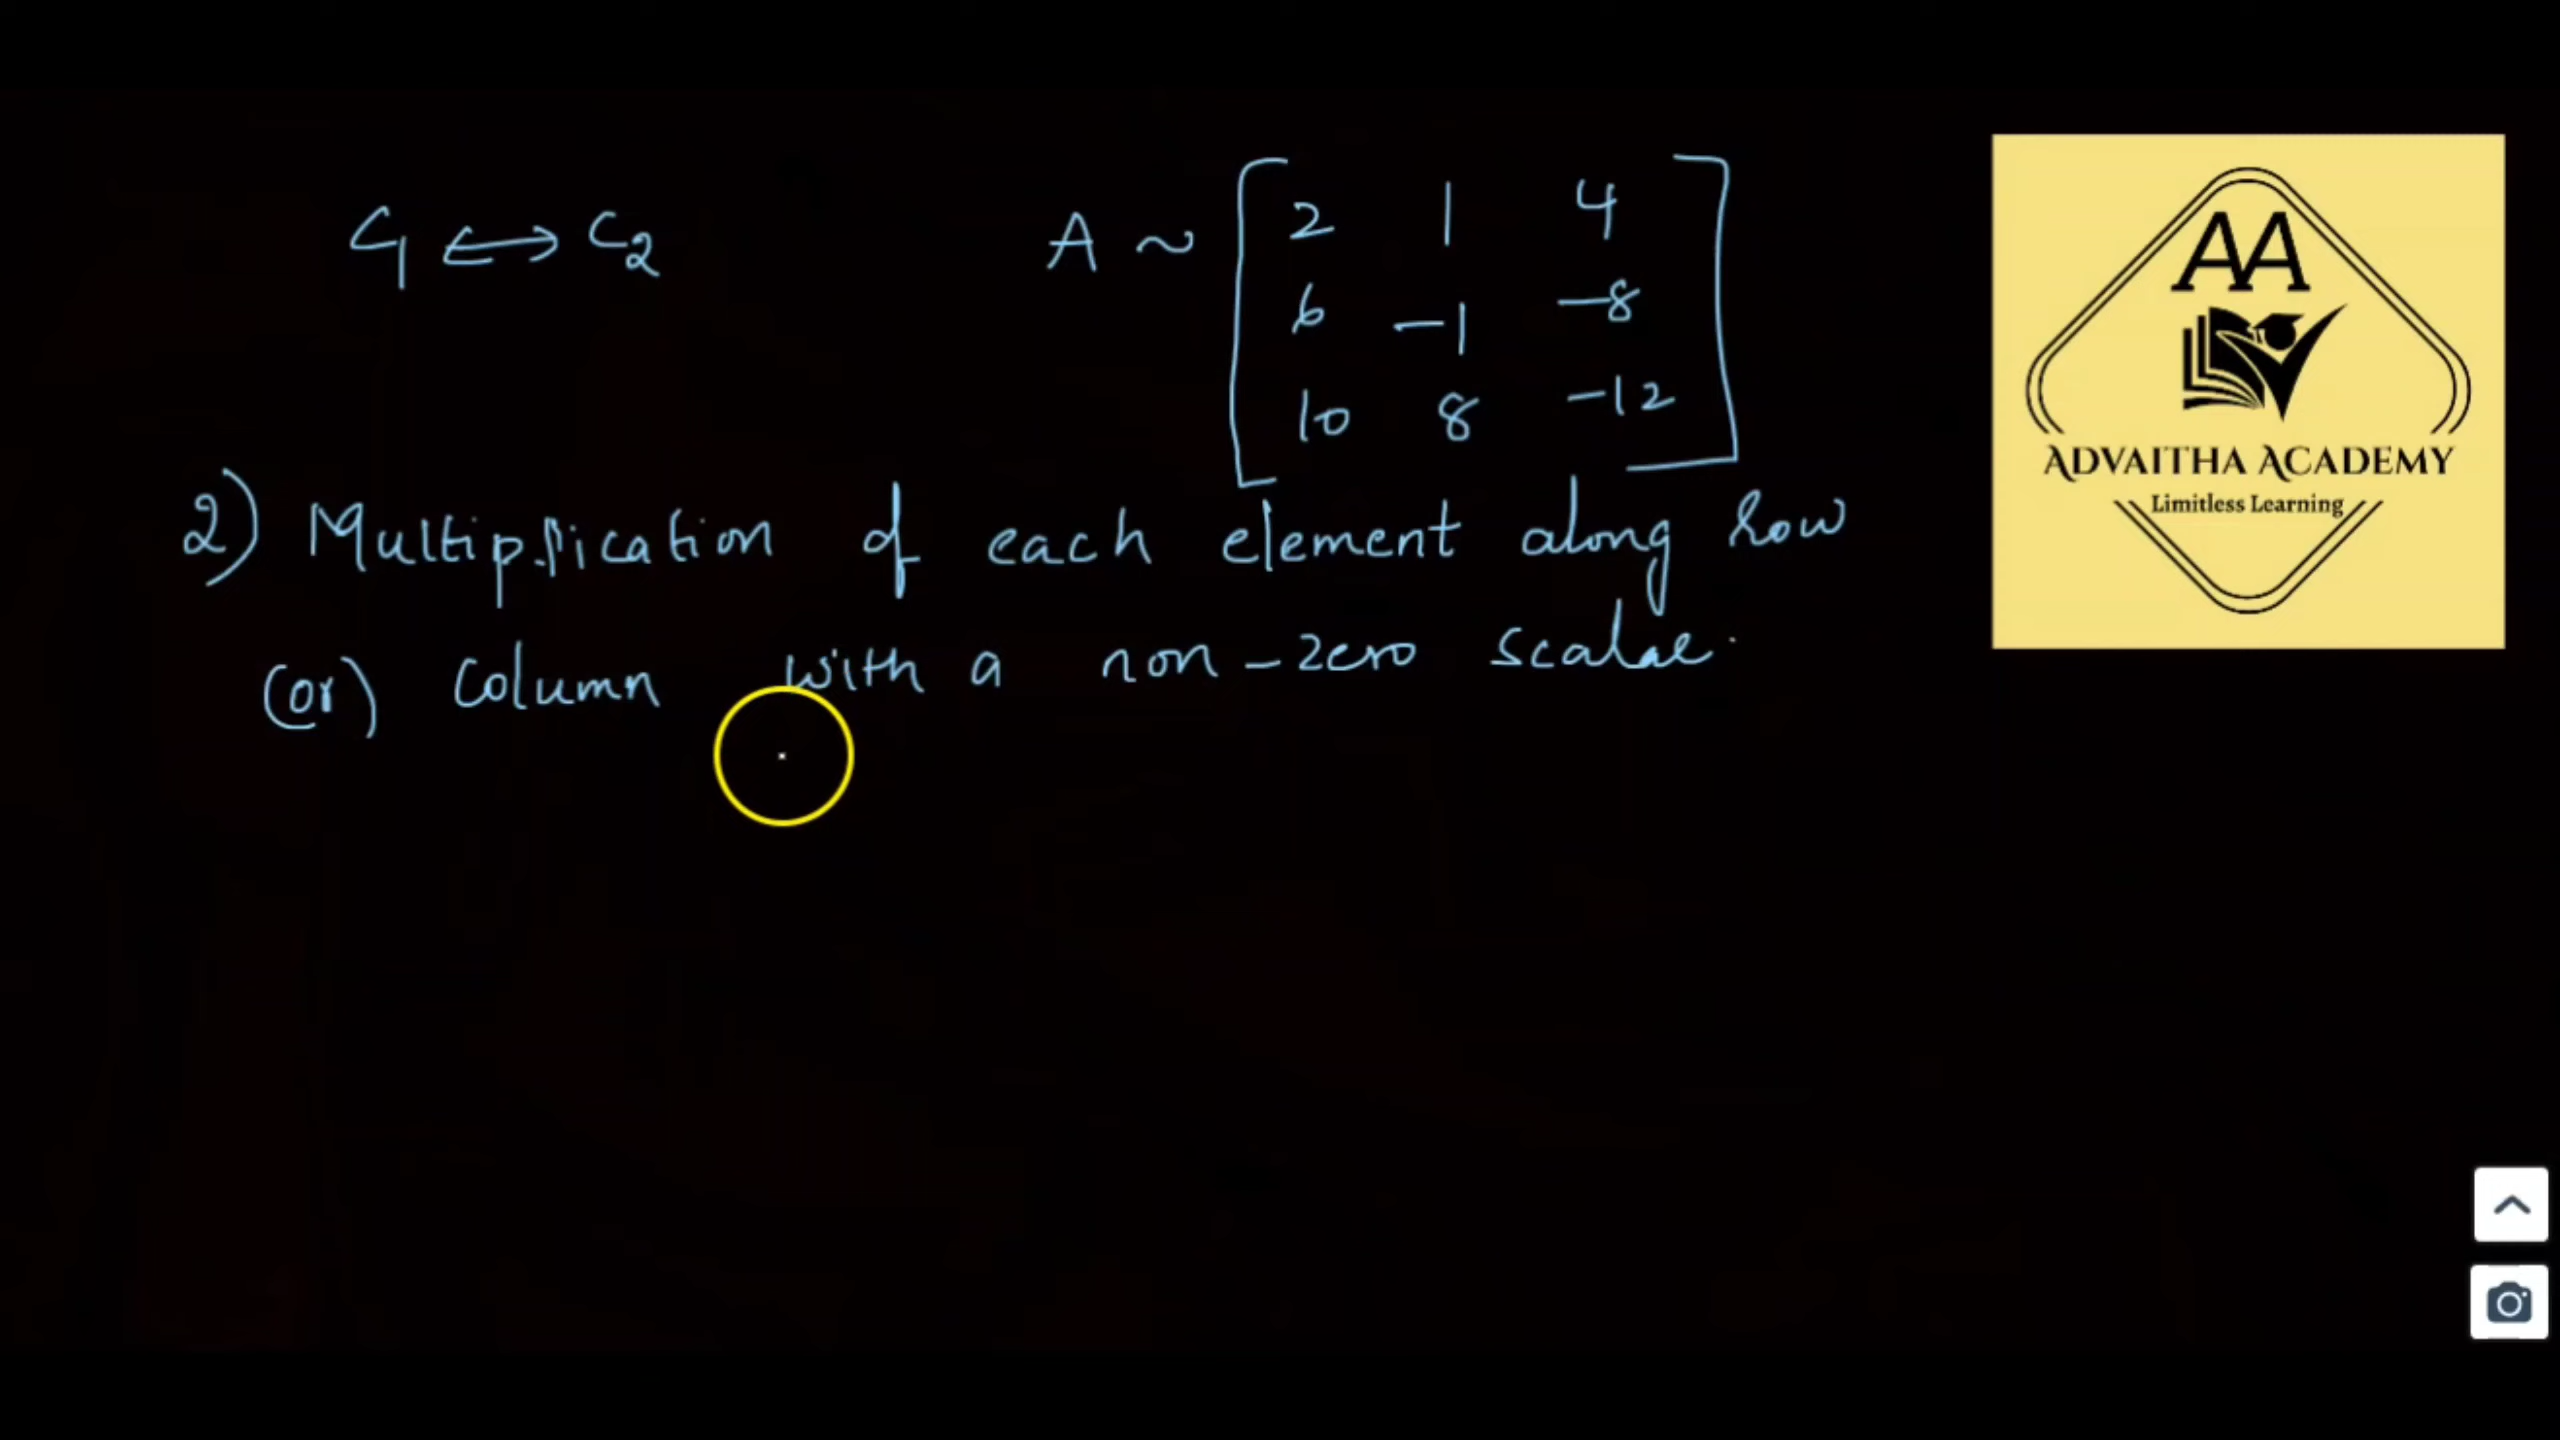 C1 ↔ C2
A ~ [ 2 1 4
6 -1 -8
10 8 -12 ]
2) Multiplication of each element along row
(or) column with a non-zero scalar.
AA
ADVAITHA ACADEMY
Limitless Learning